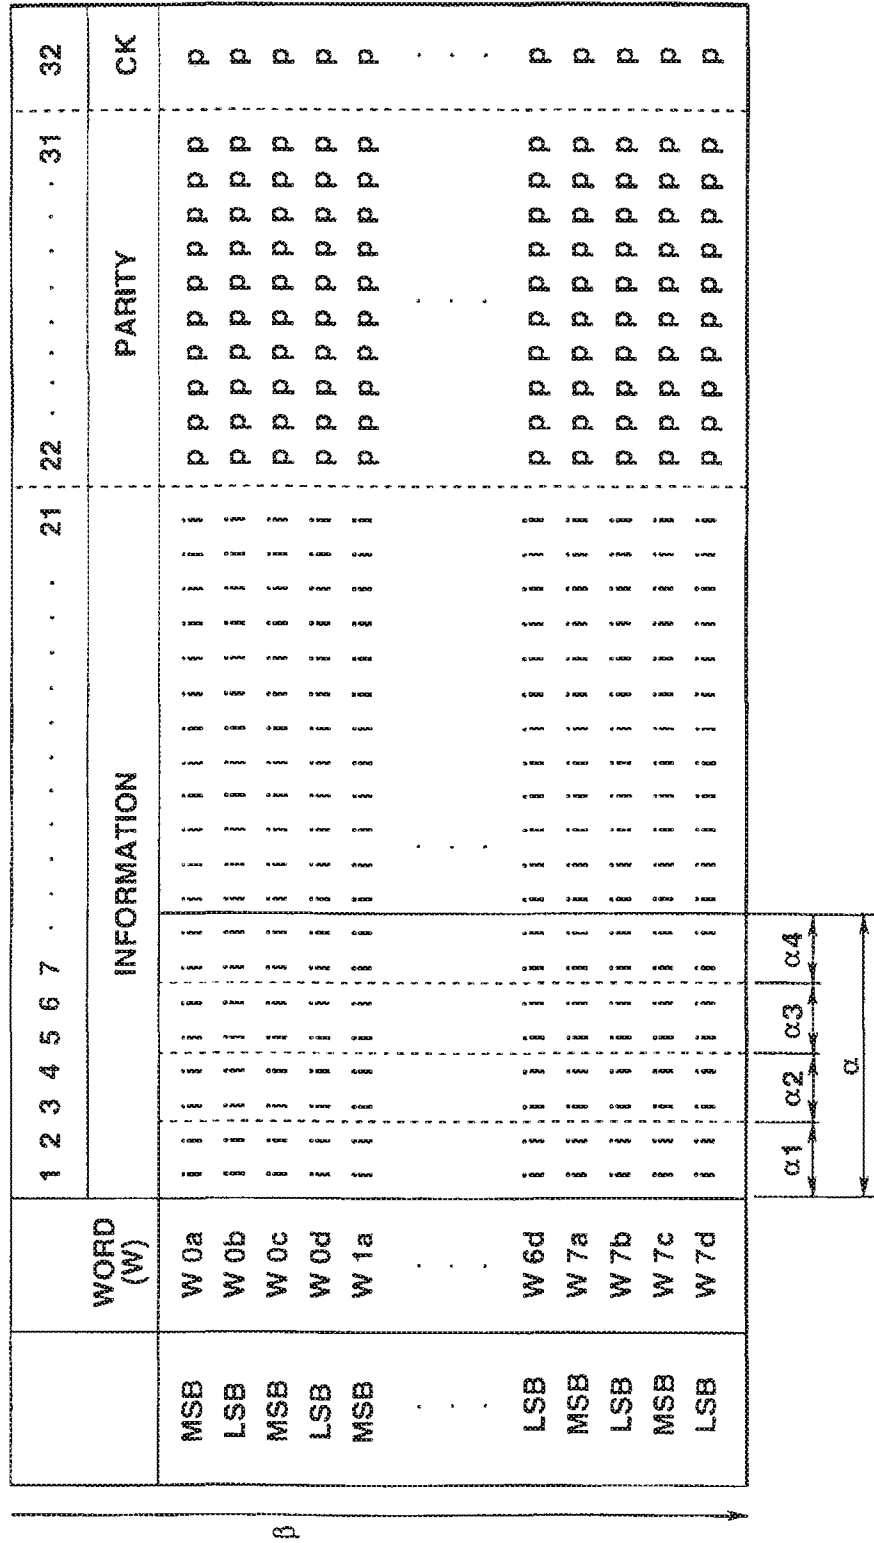 1 2 3 4 5 6 7 . . . . . . . . . . . 21 22 . . . . . . . . 31 32
WORD (W) INFORMATION PARITY CK
MSB W 0a i i i i i i i i i i i i i i i i i i i i p p p p p p p p p p p
LSB W 0b i i i i i i i i i i i i i i i i i i i i p p p p p p p p p p p
MSB W 0c i i i i i i i i i i i i i i i i i i i i p p p p p p p p p p p
LSB W 0d i i i i i i i i i i i i i i i i i i i i p p p p p p p p p p p
MSB W 1a i i i i i i i i i i i i i i i i i i i i p p p p p p p p p p p
. . . . .
. . . . .
. . . . .
LSB W 6d i i i i i i i i i i i i i i i i i i i i p p p p p p p p p p p
MSB W 7a i i i i i i i i i i i i i i i i i i i i p p p p p p p p p p p
LSB W 7b i i i i i i i i i i i i i i i i i i i i p p p p p p p p p p p
MSB W 7c i i i i i i i i i i i i i i i i i i i i p p p p p p p p p p p
LSB W 7d i i i i i i i i i i i i i i i i i i i i p p p p p p p p p p p
β
α1 α2 α3 α4
α